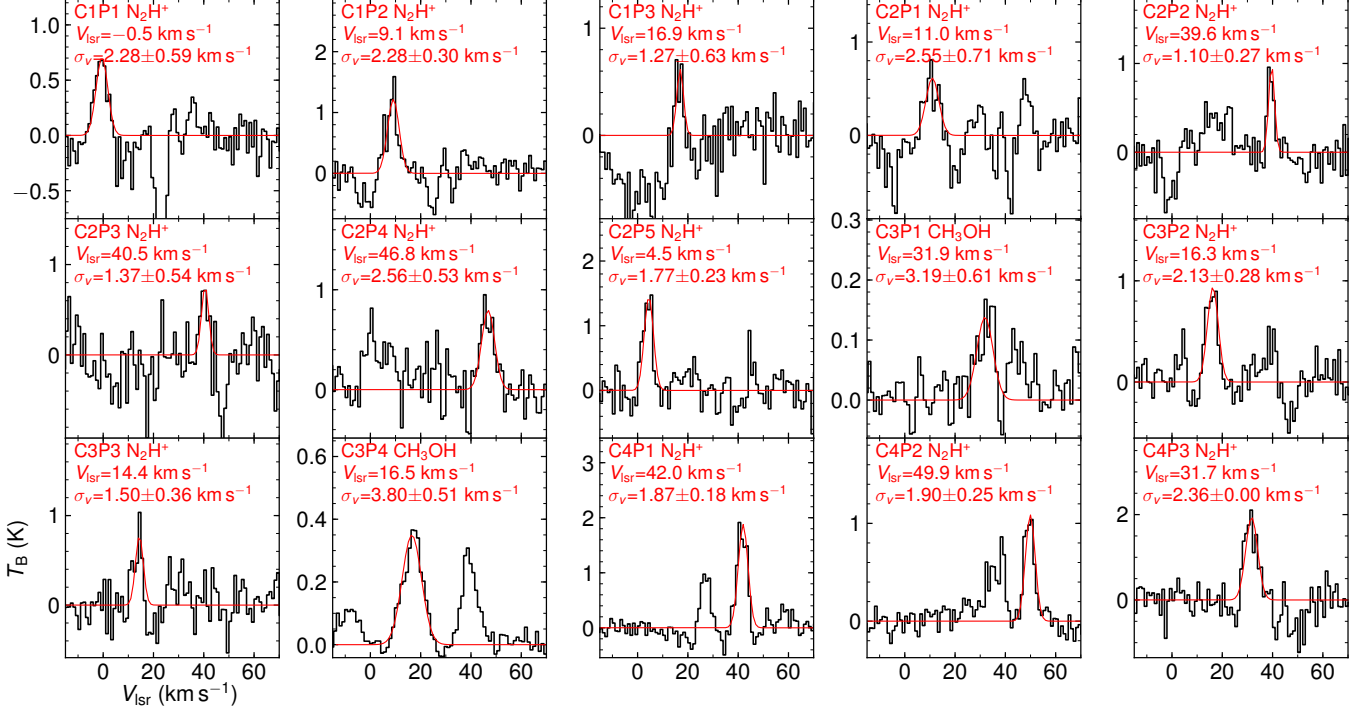 C1P1 N₂H⁺
V_lsr=−0.5 km s⁻¹
σ_v=2.28±0.59 km s⁻¹
1.0
0.5
0.0
−0.5
C1P2 N₂H⁺
V_lsr=9.1 km s⁻¹
σ_v=2.28±0.30 km s⁻¹
2
1
0
C1P3 N₂H⁺
V_lsr=16.9 km s⁻¹
σ_v=1.27±0.63 km s⁻¹
1
0
C2P1 N₂H⁺
V_lsr=11.0 km s⁻¹
σ_v=2.55±0.71 km s⁻¹
1
0
C2P2 N₂H⁺
V_lsr=39.6 km s⁻¹
σ_v=1.10±0.27 km s⁻¹
2
1
0
C2P3 N₂H⁺
V_lsr=40.5 km s⁻¹
σ_v=1.37±0.54 km s⁻¹
1
0
C2P4 N₂H⁺
V_lsr=46.8 km s⁻¹
σ_v=2.56±0.53 km s⁻¹
1
0
C2P5 N₂H⁺
V_lsr=4.5 km s⁻¹
σ_v=1.77±0.23 km s⁻¹
2
1
0
C3P1 CH₃OH
V_lsr=31.9 km s⁻¹
σ_v=3.19±0.61 km s⁻¹
0.3
0.2
0.1
0.0
C3P2 N₂H⁺
V_lsr=16.3 km s⁻¹
σ_v=2.13±0.28 km s⁻¹
1
0
C3P3 N₂H⁺
V_lsr=14.4 km s⁻¹
σ_v=1.50±0.36 km s⁻¹
2
1
0
T_B (K)
0 20 40 60
V_lsr (km s⁻¹)
C3P4 CH₃OH
V_lsr=16.5 km s⁻¹
σ_v=3.80±0.51 km s⁻¹
0.6
0.4
0.2
0.0
0 20 40 60
C4P1 N₂H⁺
V_lsr=42.0 km s⁻¹
σ_v=1.87±0.18 km s⁻¹
3
2
1
0
0 20 40 60
C4P2 N₂H⁺
V_lsr=49.9 km s⁻¹
σ_v=1.90±0.25 km s⁻¹
1
0
0 20 40 60
C4P3 N₂H⁺
V_lsr=31.7 km s⁻¹
σ_v=2.36±0.00 km s⁻¹
2
0
0 20 40 60